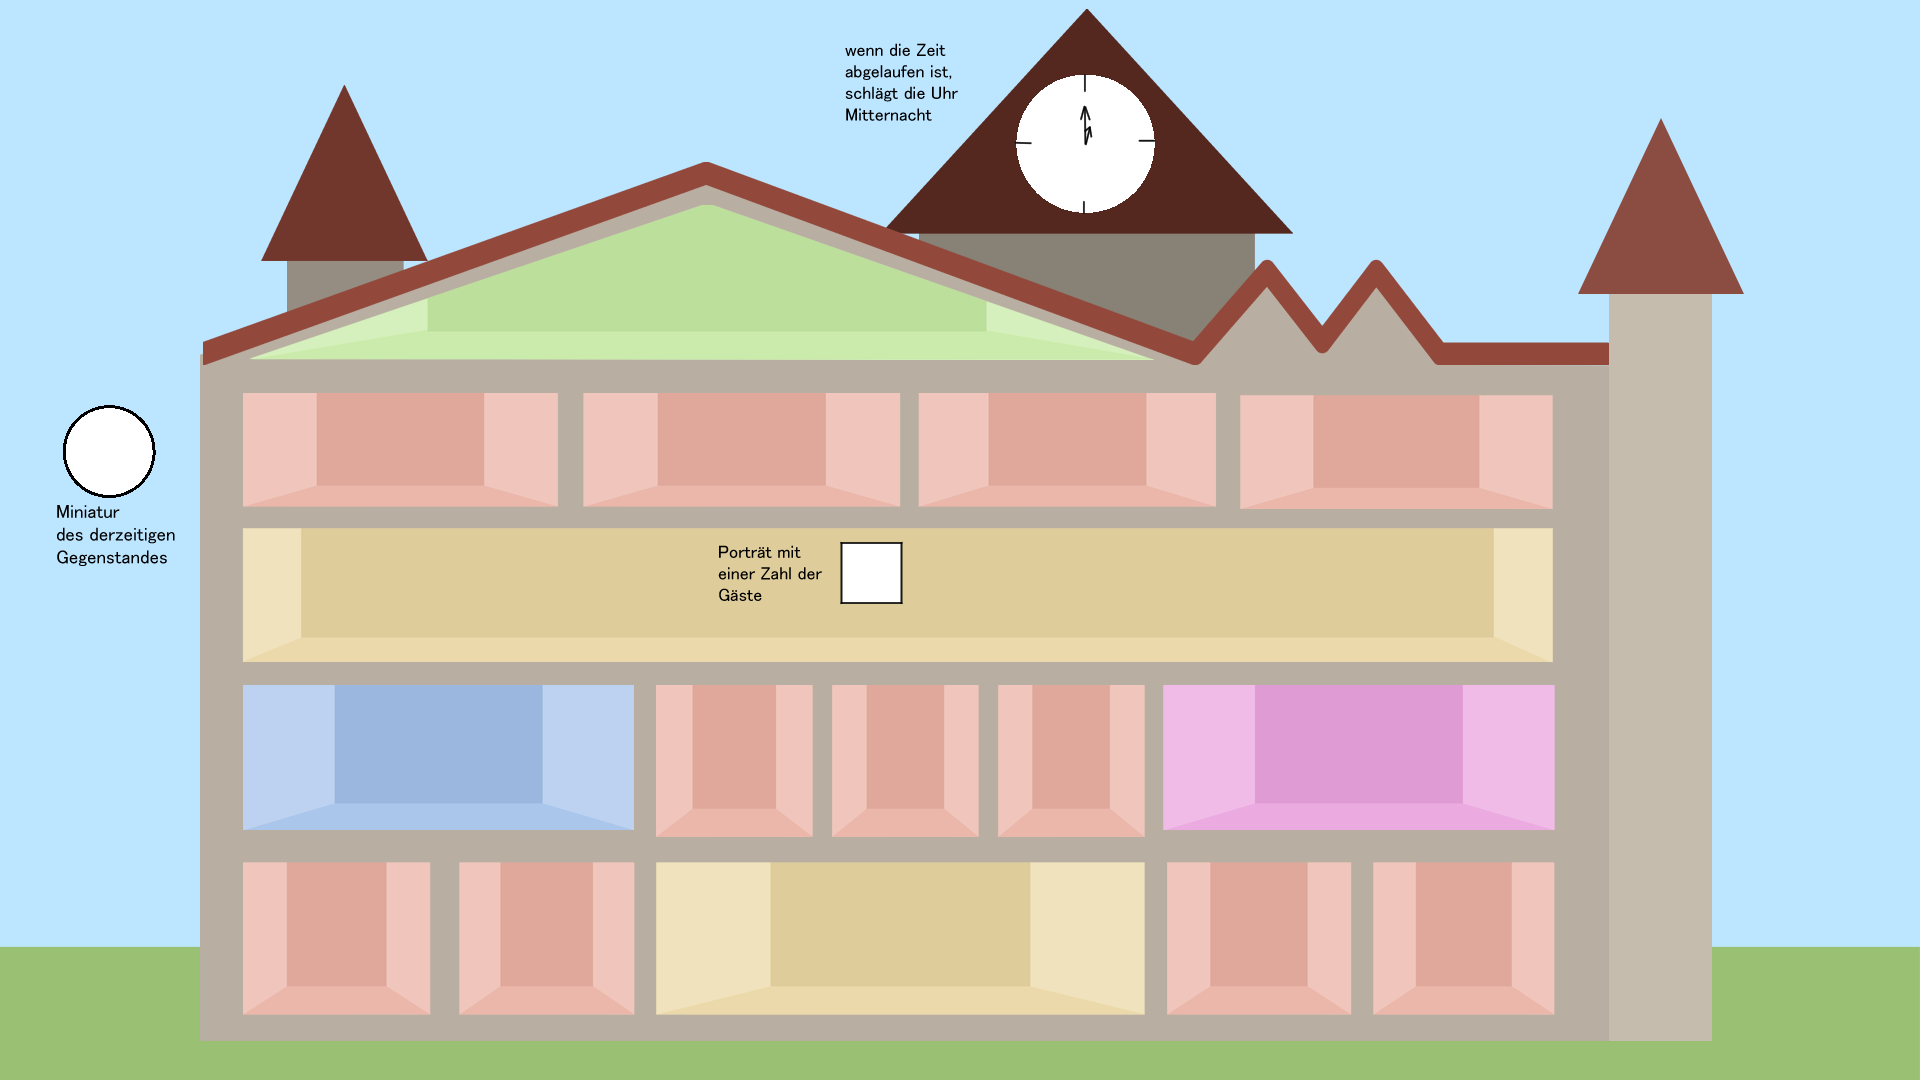 wenn die Zeit
abgelaufen ist,
schlägt die Uhr
Mitternacht
Miniatur
des derzeitigen
Gegenstandes
Porträt mit
einer Zahl der
Gäste